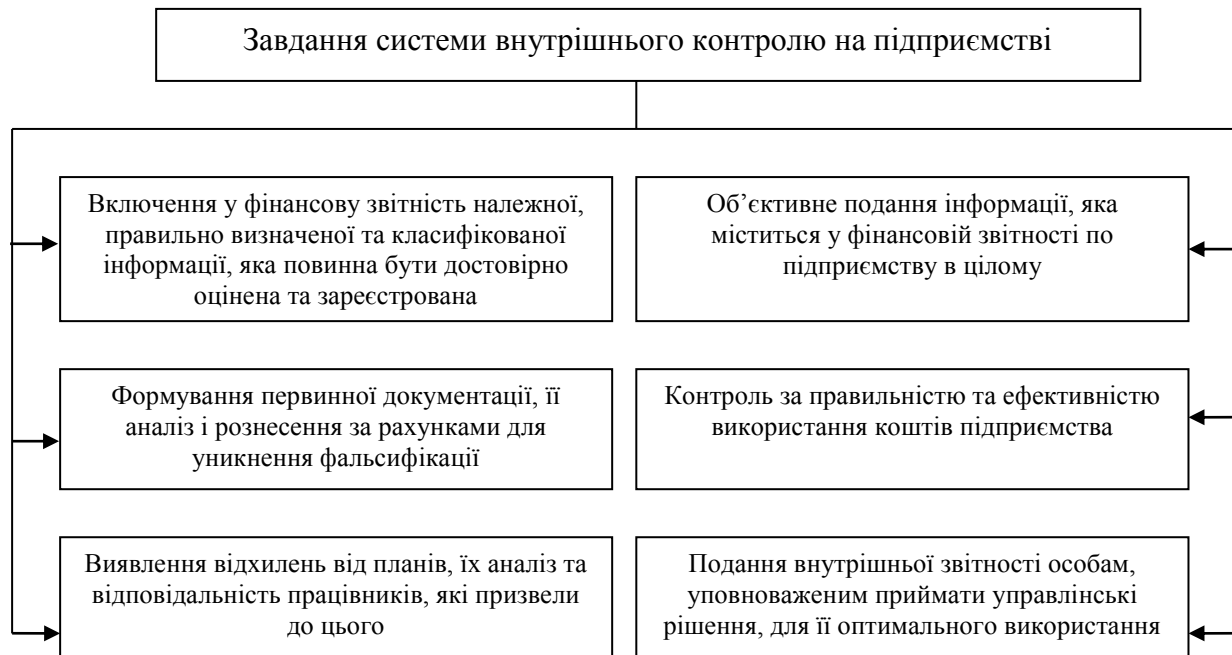 Завдання системи внутрішнього контролю на підприємстві
Включення у фінансову звітність належної,
правильно визначеної та класифікованої
інформації, яка повинна бути достовірно
оцінена та зареєстрована
Об’єктивне подання інформації, яка
міститься у фінансовій звітності по
підприємству в цілому
Формування первинної документації, її
аналіз і рознесення за рахунками для
уникнення фальсифікації
Контроль за правильністю та ефективністю
використання коштів підприємства
Виявлення відхилень від планів, їх аналіз та
відповідальність працівників, які призвели
до цього
Подання внутрішньої звітності особам,
уповноваженим приймати управлінські
рішення, для її оптимального використання